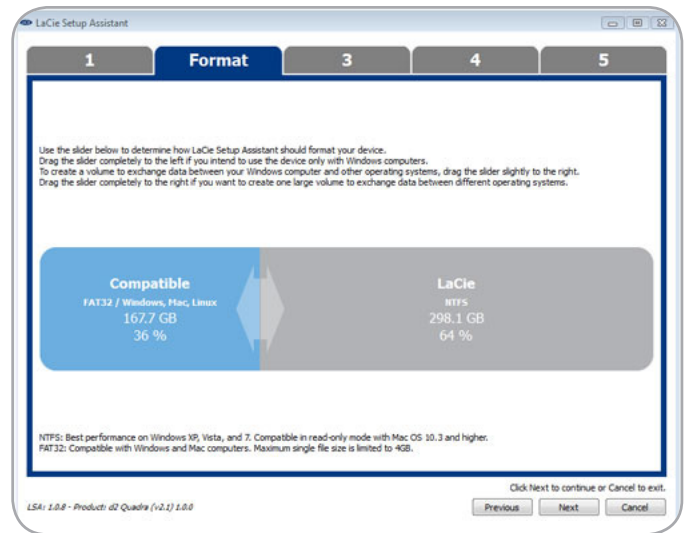 LaCie Setup Assistant
1 Format 3 4 5
Use the slider below to determine how LaCie Setup Assistant should format your device.
Drag the slider completely to the left if you intend to use the device only with Windows computers.
To create a volume to exchange data between your Windows computer and other operating systems, drag the slider slightly to the right.
Drag the slider completely to the right if you want to create one large volume to exchange data between different operating systems.
Compatible
FAT32 / Windows, Mac, Linux
167.7 GB
36 %
LaCie
NTFS
298.1 GB
64 %
NTFS: Best performance on Windows XP, Vista, and 7. Compatible in read-only mode with Mac OS 10.3 and higher.
FAT32: Compatible with Windows and Mac computers. Maximum single file size is limited to 4GB.
Click Next to continue or Cancel to exit.
LSA: 1.0.8 - Product: d2 Quadra (v2.1) 1.0.0
Previous Next Cancel